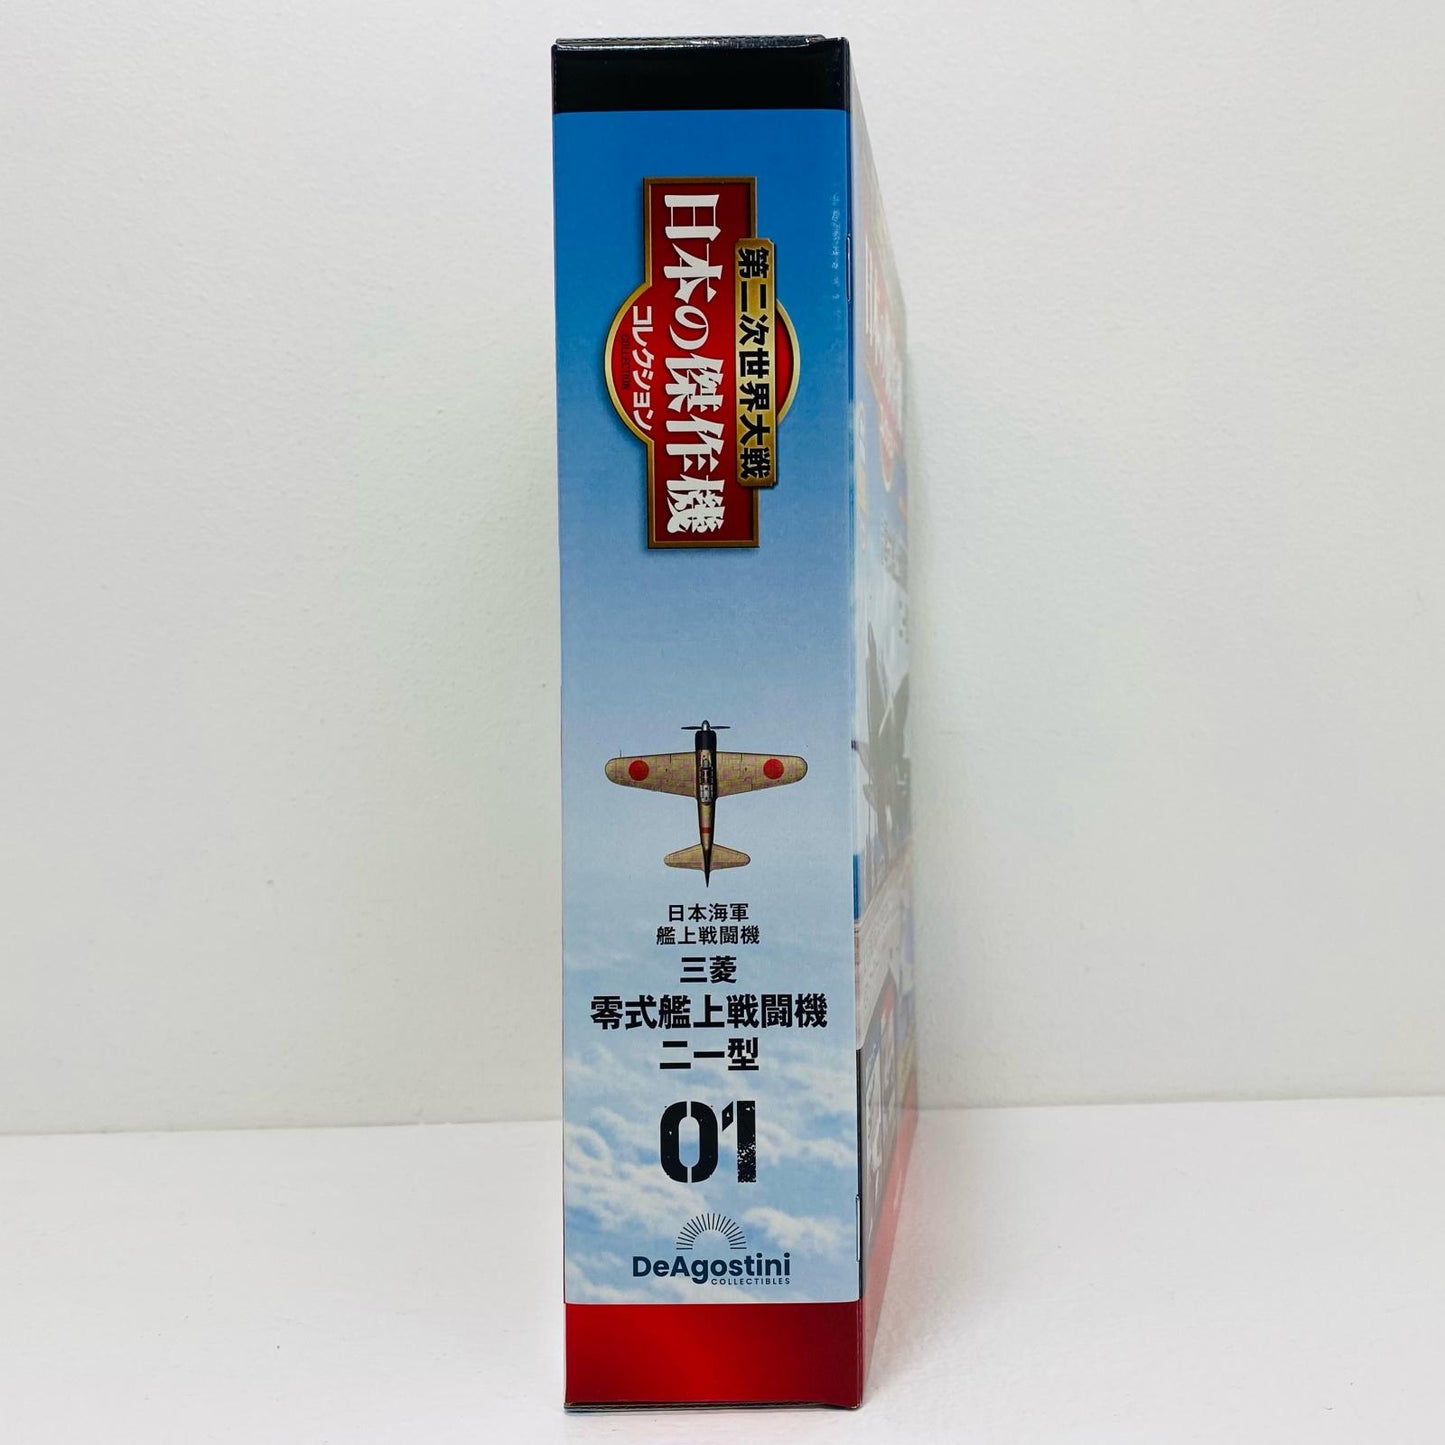 第二次世界大戦
日本の傑作機
コレクション
COLLECTION
日本海軍
艦上戦闘機
三菱
零式艦上戦闘機
二一型
01
DeAgostini
COLLECTIBLES